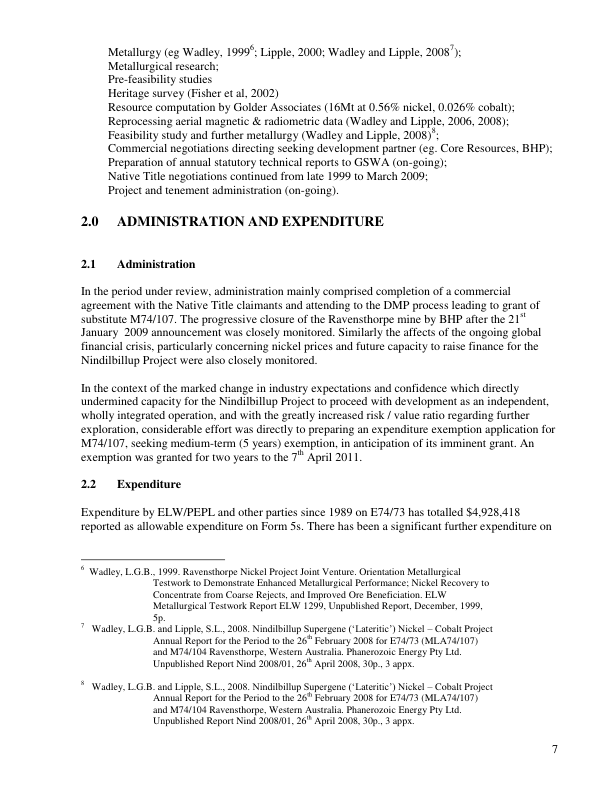 Metallurgy (eg Wadley, 1999⁶; Lipple, 2000; Wadley and Lipple, 2008⁷);
Metallurgical research;
Pre-feasibility studies
Heritage survey (Fisher et al, 2002)
Resource computation by Golder Associates (16Mt at 0.56% nickel, 0.026% cobalt);
Reprocessing aerial magnetic & radiometric data (Wadley and Lipple, 2006, 2008);
Feasibility study and further metallurgy (Wadley and Lipple, 2008)⁸;
Commercial negotiations directing seeking development partner (eg. Core Resources, BHP);
Preparation of annual statutory technical reports to GSWA (on-going);
Native Title negotiations continued from late 1999 to March 2009;
Project and tenement administration (on-going).
2.0 ADMINISTRATION AND EXPENDITURE
2.1 Administration
In the period under review, administration mainly comprised completion of a commercial
agreement with the Native Title claimants and attending to the DMP process leading to grant of
substitute M74/107. The progressive closure of the Ravensthorpe mine by BHP after the 21st
January 2009 announcement was closely monitored. Similarly the affects of the ongoing global
financial crisis, particularly concerning nickel prices and future capacity to raise finance for the
Nindilbillup Project were also closely monitored.
In the context of the marked change in industry expectations and confidence which directly
undermined capacity for the Nindilbillup Project to proceed with development as an independent,
wholly integrated operation, and with the greatly increased risk / value ratio regarding further
exploration, considerable effort was directly to preparing an expenditure exemption application for
M74/107, seeking medium-term (5 years) exemption, in anticipation of its imminent grant. An
exemption was granted for two years to the 7th April 2011.
2.2 Expenditure
Expenditure by ELW/PEPL and other parties since 1989 on E74/73 has totalled $4,928,418
reported as allowable expenditure on Form 5s. There has been a significant further expenditure on
⁶ Wadley, L.G.B., 1999. Ravensthorpe Nickel Project Joint Venture. Orientation Metallurgical
Testwork to Demonstrate Enhanced Metallurgical Performance; Nickel Recovery to
Concentrate from Coarse Rejects, and Improved Ore Beneficiation. ELW
Metallurgical Testwork Report ELW 1299, Unpublished Report, December, 1999,
5p.
⁷ Wadley, L.G.B. and Lipple, S.L., 2008. Nindilbillup Supergene (‘Lateritic’) Nickel – Cobalt Project
Annual Report for the Period to the 26th February 2008 for E74/73 (MLA74/107)
and M74/104 Ravensthorpe, Western Australia. Phanerozoic Energy Pty Ltd.
Unpublished Report Nind 2008/01, 26th April 2008, 30p., 3 appx.
⁸ Wadley, L.G.B. and Lipple, S.L., 2008. Nindilbillup Supergene (‘Lateritic’) Nickel – Cobalt Project
Annual Report for the Period to the 26th February 2008 for E74/73 (MLA74/107)
and M74/104 Ravensthorpe, Western Australia. Phanerozoic Energy Pty Ltd.
Unpublished Report Nind 2008/01, 26th April 2008, 30p., 3 appx.
7